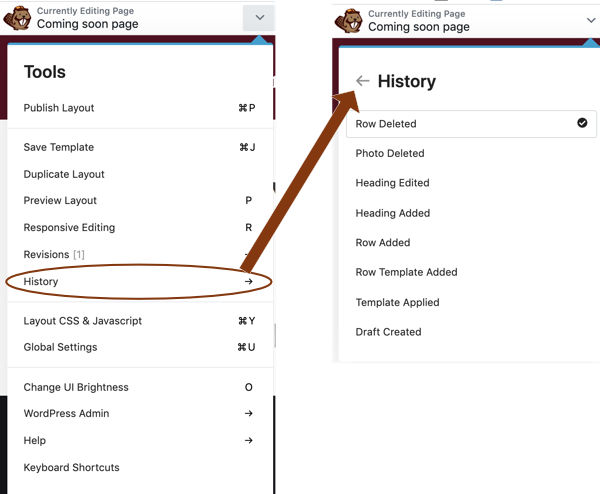 Currently Editing Page
Coming soon page
Tools
Publish Layout ⌘P
Save Template ⌘J
Duplicate Layout
Preview Layout P
Responsive Editing R
Revisions [1]
History
Layout CSS & Javascript ⌘Y
Global Settings ⌘U
Change UI Brightness O
WordPress Admin
Help
Keyboard Shortcuts
Currently Editing Page
Coming soon page
History
Row Deleted
Photo Deleted
Heading Edited
Heading Added
Row Added
Row Template Added
Template Applied
Draft Created